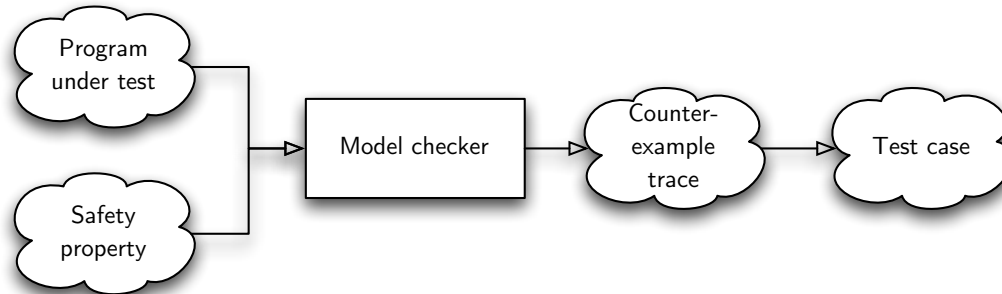 Program
under test
Safety
property
Model checker
Counter-
example
trace
Test case